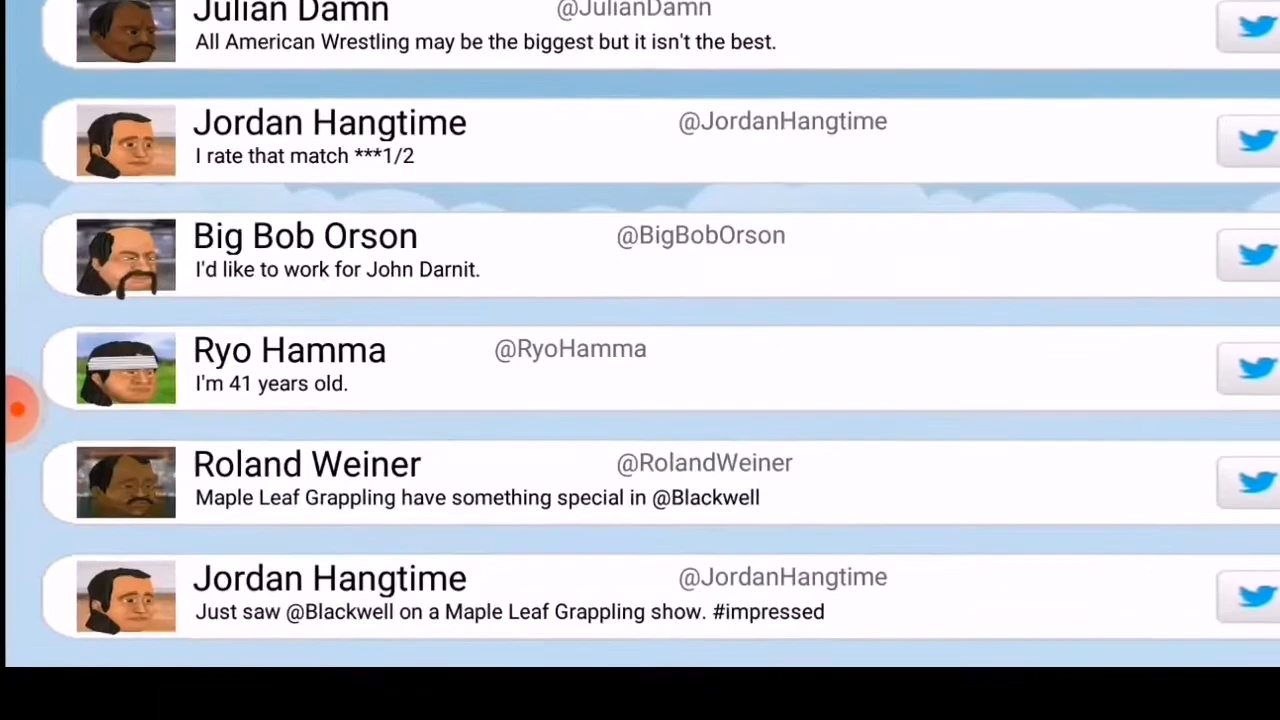 Julian Damn @JulianDamn
All American Wrestling may be the biggest but it isn't the best.
Jordan Hangtime @JordanHangtime
I rate that match ***1/2
Big Bob Orson @BigBobOrson
I'd like to work for John Darnit.
Ryo Hamma @RyoHamma
I'm 41 years old.
Roland Weiner @RolandWeiner
Maple Leaf Grappling have something special in @Blackwell
Jordan Hangtime @JordanHangtime
Just saw @Blackwell on a Maple Leaf Grappling show. #impressed